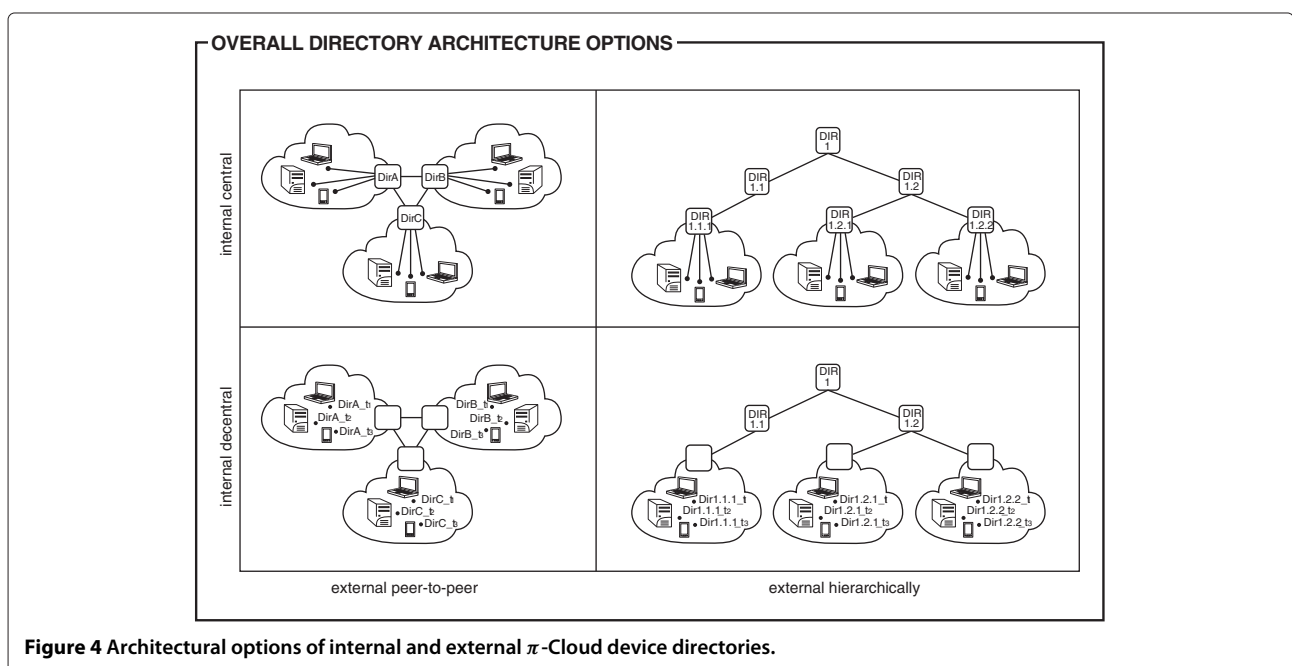 OVERALL DIRECTORY ARCHITECTURE OPTIONS
internal central
DirA
DirB
DirC
DIR
1
DIR
1.1
DIR
1.2
DIR
1.1.1
DIR
1.2.1
DIR
1.2.2
internal decentral
DirA_t1
DirA_t2
DirA_t3
DirB_t1
DirB_t2
DirB_t3
DirC_t1
DirC_t2
DirC_t3
DIR
1
DIR
1.1
DIR
1.2
Dir1.1.1_t
Dir1.1.1_t2
Dir1.1.1_t3
Dir1.2.1_t
Dir1.2.1_t2
Dir1.2.1_t3
Dir1.2.2_t
Dir1.2.2_t2
Dir1.2.2_t3
external peer-to-peer
external hierarchically
Figure 4 Architectural options of internal and external π-Cloud device directories.